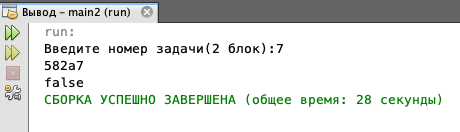 Вывод – main2 (run)
run:
Введите номер задачи(2 блок):7
582a7
false
СБОРКА УСПЕШНО ЗАВЕРШЕНА (общее время: 28 секунды)